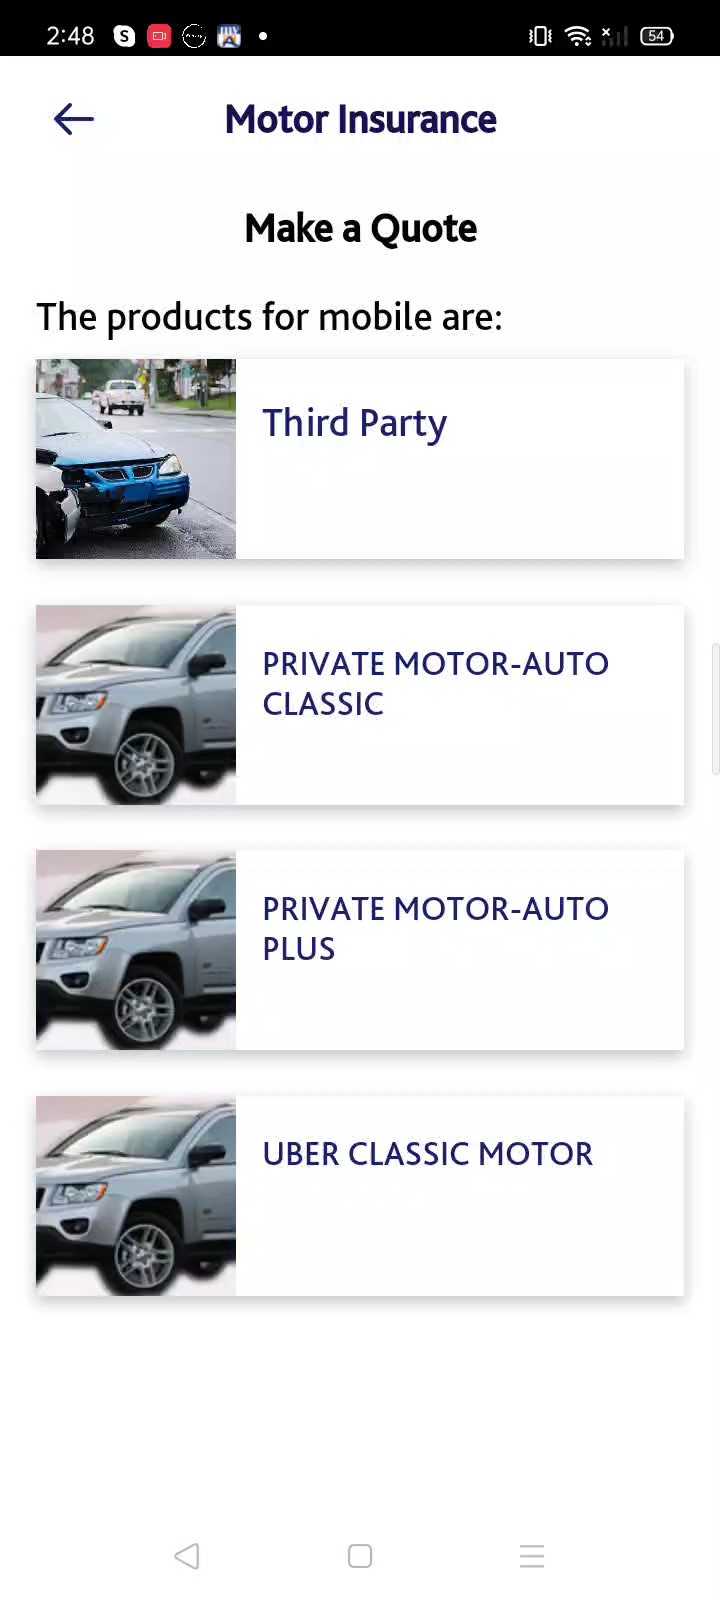 2:48
54
Motor Insurance
Make a Quote
The products for mobile are:
Third Party
PRIVATE MOTOR-AUTO
CLASSIC
PRIVATE MOTOR-AUTO
PLUS
UBER CLASSIC MOTOR